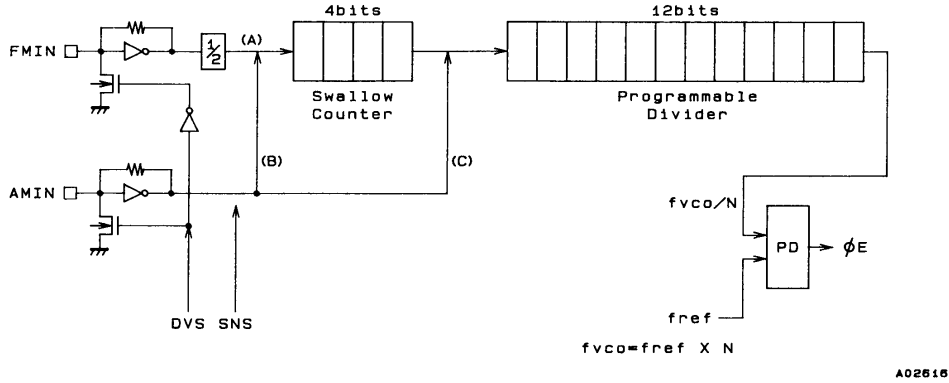 4bits
12bits
FMIN
1/2
(A)
Swallow
Counter
Programmable
Divider
(B)
(C)
AMIN
fvco/N
PD
ϕE
DVS SNS
fref
fvco=fref X N
A02616